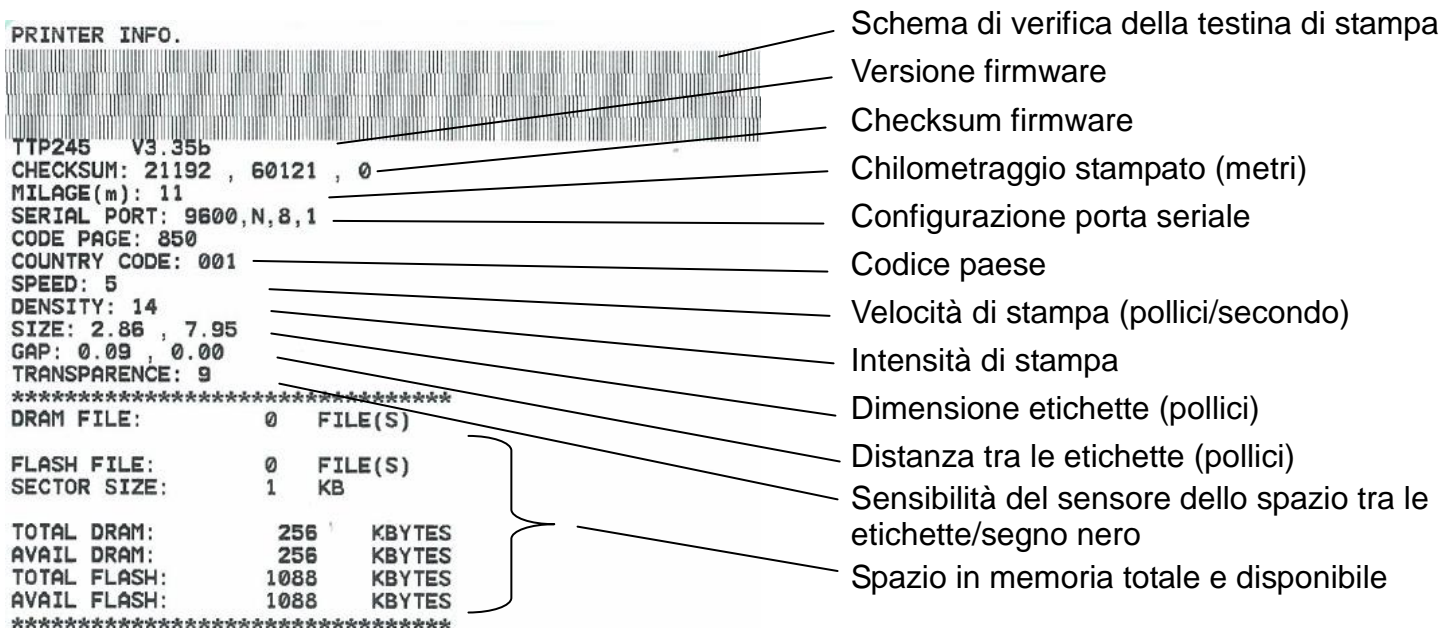 PRINTER INFO.
TTP245 V3.35b
CHECKSUM: 21192 , 60121 , 0
MILAGE(m): 11
SERIAL PORT: 9600,N,8,1
CODE PAGE: 850
COUNTRY CODE: 001
SPEED: 5
DENSITY: 14
SIZE: 2.86 , 7.95
GAP: 0.09 , 0.00
TRANSPARENCE: 9
**********************************
DRAM FILE: 0 FILE(S)
FLASH FILE: 0 FILE(S)
SECTOR SIZE: 1 KB
TOTAL DRAM: 256 KBYTES
AVAIL DRAM: 256 KBYTES
TOTAL FLASH: 1088 KBYTES
AVAIL FLASH: 1088 KBYTES
**********************************
Schema di verifica della testina di stampa
Versione firmware
Checksum firmware
Chilometraggio stampato (metri)
Configurazione porta seriale
Codice paese
Velocità di stampa (pollici/secondo)
Intensità di stampa
Dimensione etichette (pollici)
Distanza tra le etichette (pollici)
Sensibilità del sensore dello spazio tra le
etichette/segno nero
Spazio in memoria totale e disponibile